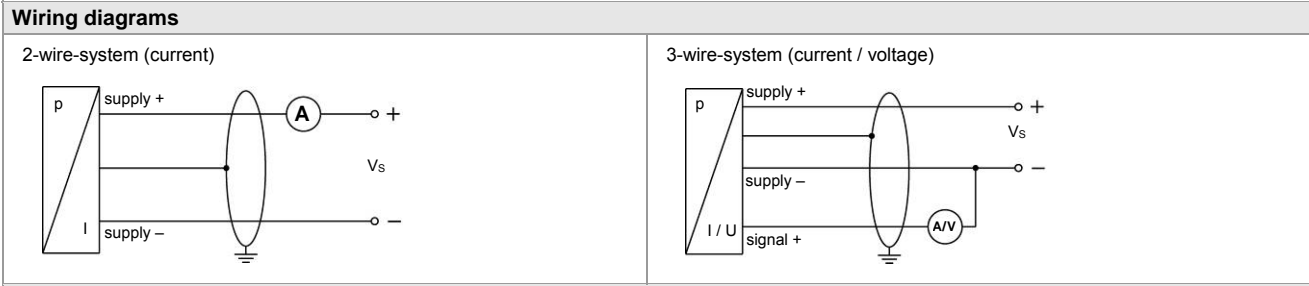 Wiring diagrams
2-wire-system (current)
p
supply +
A
+
VS
I
supply –
–
3-wire-system (current / voltage)
p
supply +
+
VS
supply –
–
I / U
signal +
A/V